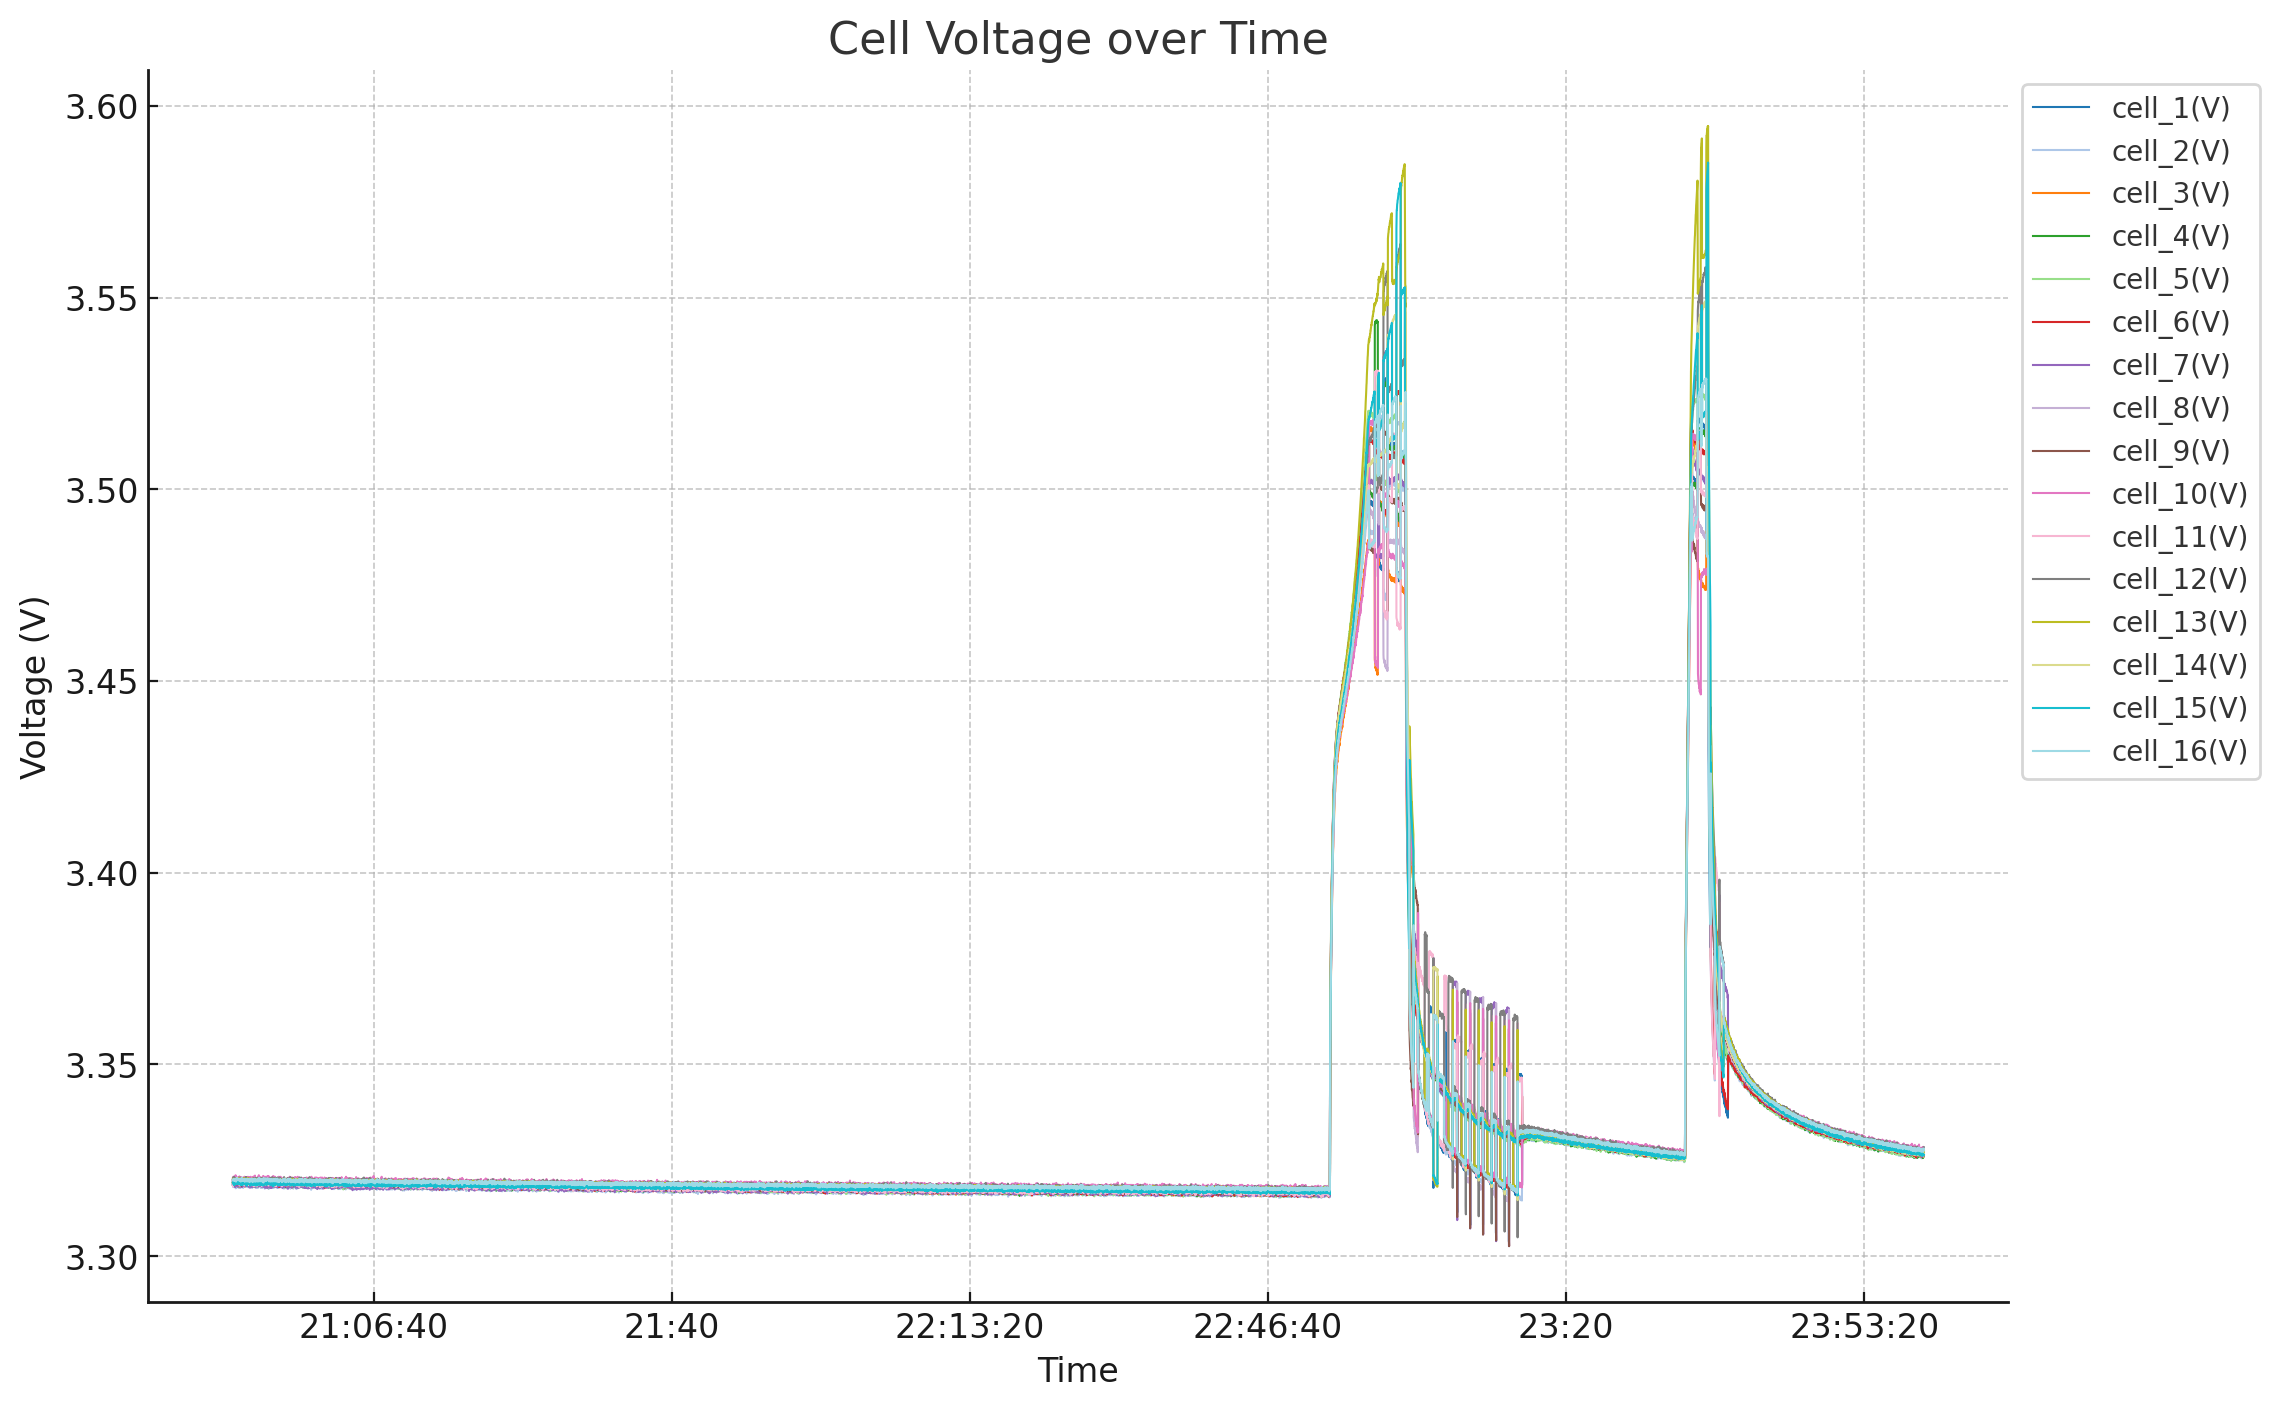 Cell Voltage over Time
Voltage (V)
3.60
3.55
3.50
3.45
3.40
3.35
3.30
21:06:40
21:40
22:13:20
22:46:40
23:20
23:53:20
Time
cell_1(V)
cell_2(V)
cell_3(V)
cell_4(V)
cell_5(V)
cell_6(V)
cell_7(V)
cell_8(V)
cell_9(V)
cell_10(V)
cell_11(V)
cell_12(V)
cell_13(V)
cell_14(V)
cell_15(V)
cell_16(V)